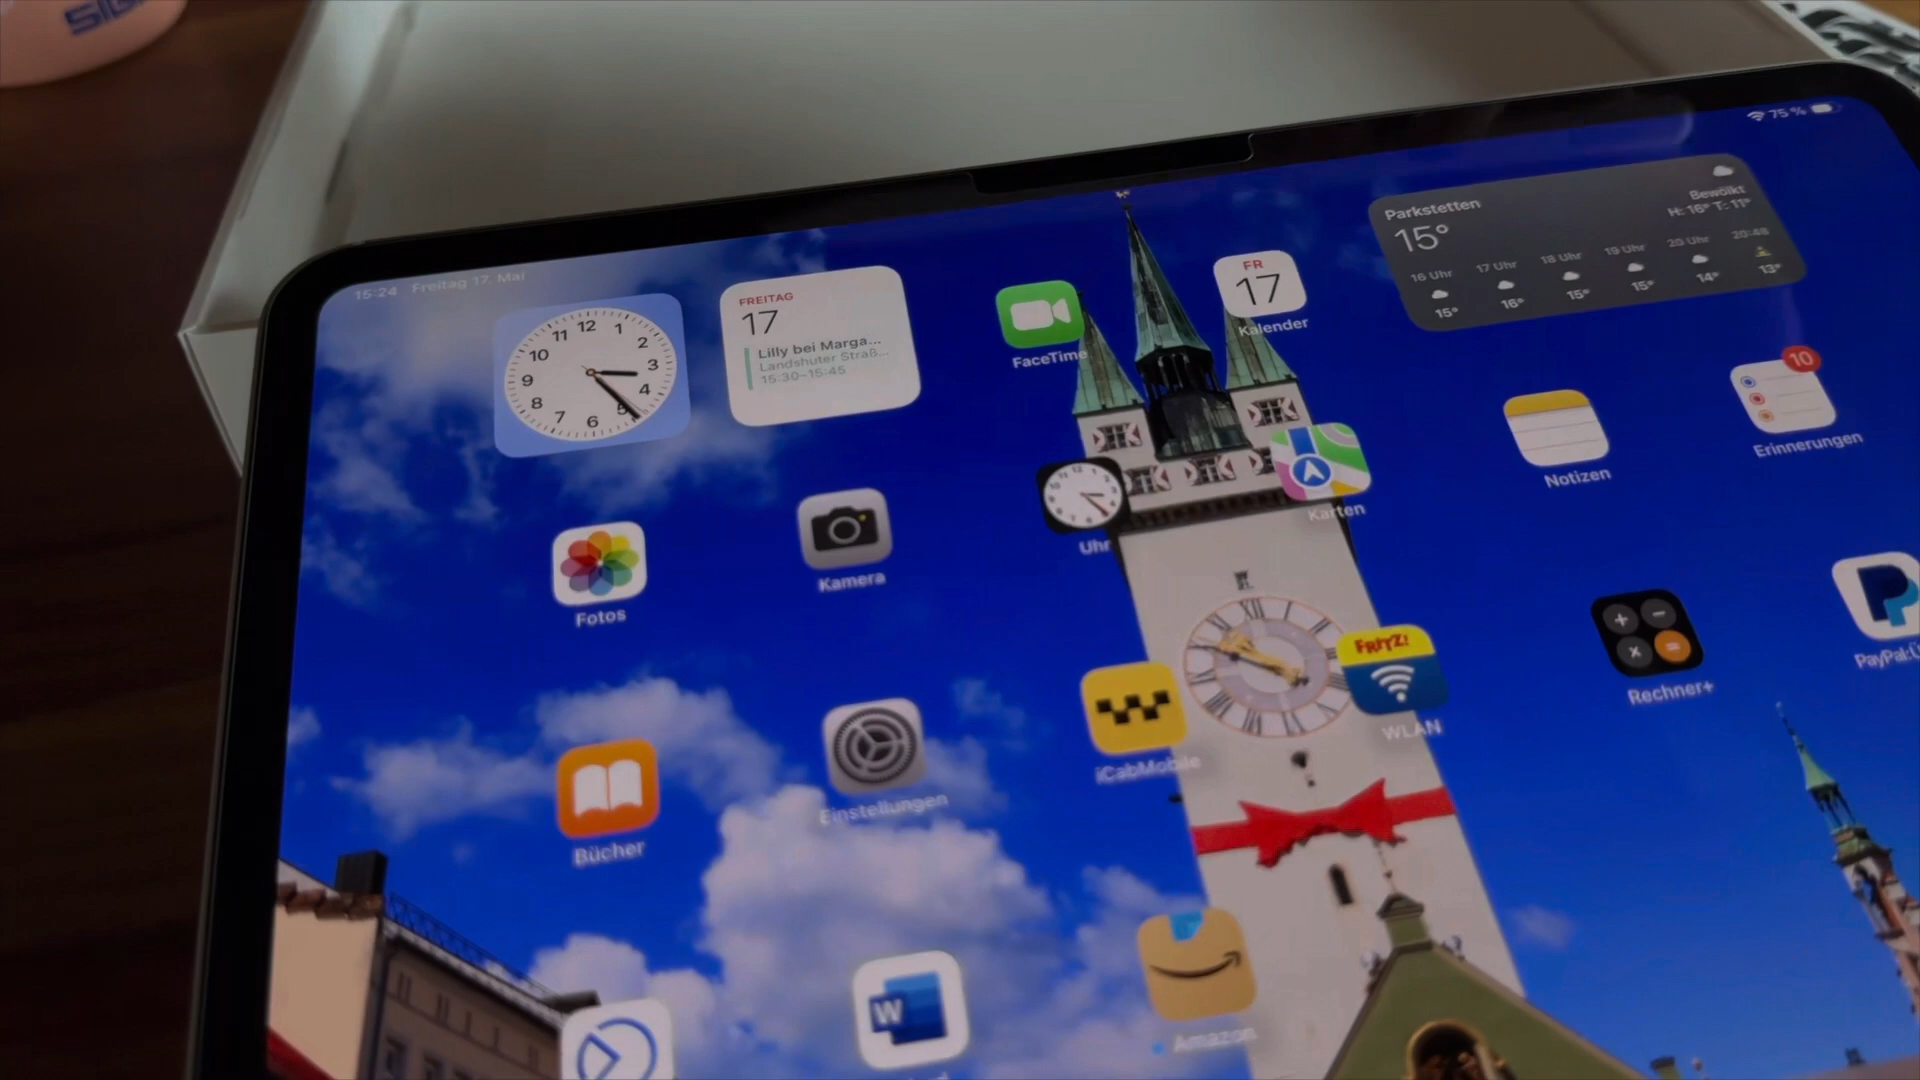 SIGG
75 %
15:24 Freitag 17. Mai
12
1
2
3
4
5
6
7
8
9
10
11
FREITAG
17
Lilly bei Marga...
Landshuter Straß...
15:30–15:45
FaceTime
FR
17
Kalender
Parkstetten
15°
Bewölkt
H: 16° T: 11°
16 Uhr 17 Uhr 18 Uhr 19 Uhr 20 Uhr 20:48
15° 16° 15° 15° 14° 13°
10
Erinnerungen
Notizen
Karten
Uhr
Kamera
Fotos
FRITZ!
WLAN
Rechner+
PayPal:
iCabMobile
Einstellungen
Bücher
W
Amazon